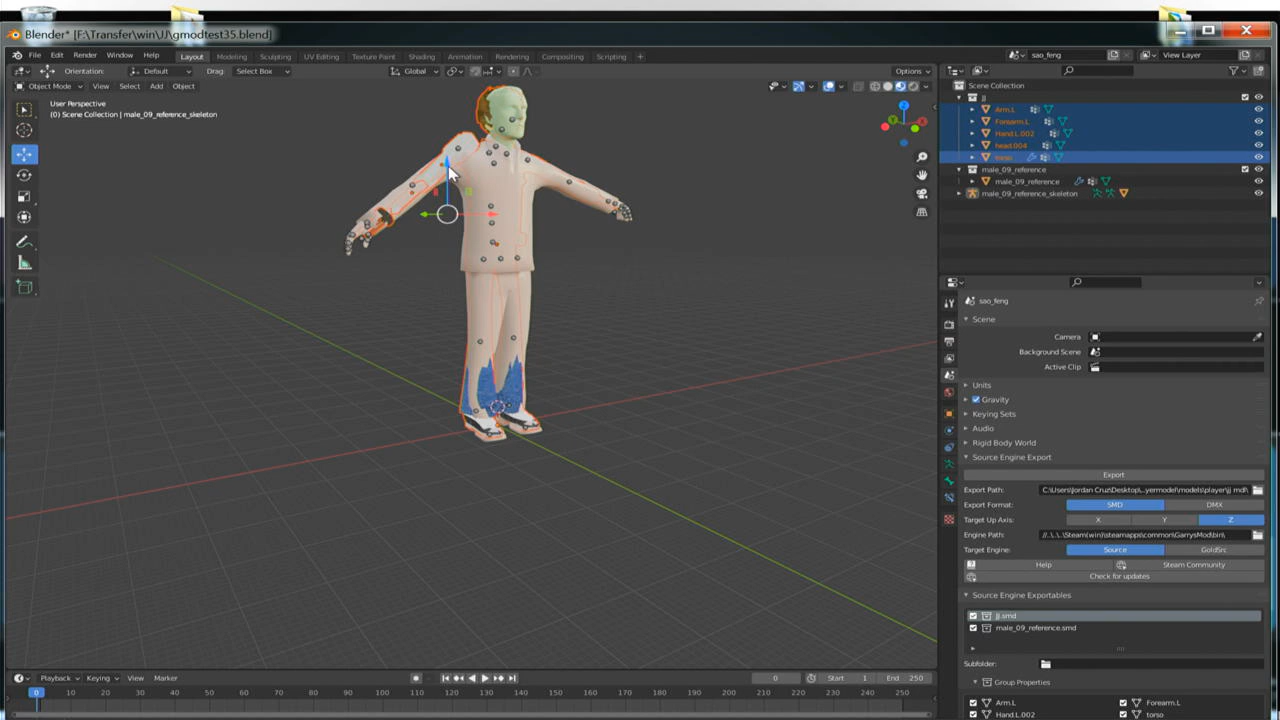 Blender* [F:\Transfer\win\JJ\gmodtest35.blend]
File Edit Render Window Help Layout Modeling Sculpting UV Editing Texture Paint Shading Animation Rendering Compositing Scripting + sao_feng View Layer
Orientation: Default Drag: Select Box Global Options
Object Mode View Select Add Object
User Perspective
(0) Scene Collection | male_09_reference_skeleton
Scene Collection
JJ
Arm.L
Forearm.L
Hand.L.002
head.004
torso
male_09_reference
male_09_reference
male_09_reference_skeleton
sao_feng
Scene
Camera
Background Scene
Active Clip
Units
Gravity
Keying Sets
Audio
Rigid Body World
Source Engine Export
Export
Export Path: C:\Users\Jordan Cruz\Desktop\...yermodel\models\player\jj mdl\
Export Format: SMD DMX
Target Up Axis: X Y Z
Engine Path: //..\..\..\Steam(win)\steamapps\common\GarrysMod\bin\
Target Engine: Source GoldSrc
Help Steam Community
Check for updates
Source Engine Exportables
JJ.smd
male_09_reference.smd
Subfolder:
Group Properties
Arm.L Forearm.L
Hand.L.002 torso
Playback Keying View Marker 0 Start 1 End 250
0 10 20 30 40 50 60 70 80 90 100 110 120 130 140 150 160 170 180 190 200 210 220 230 240 250